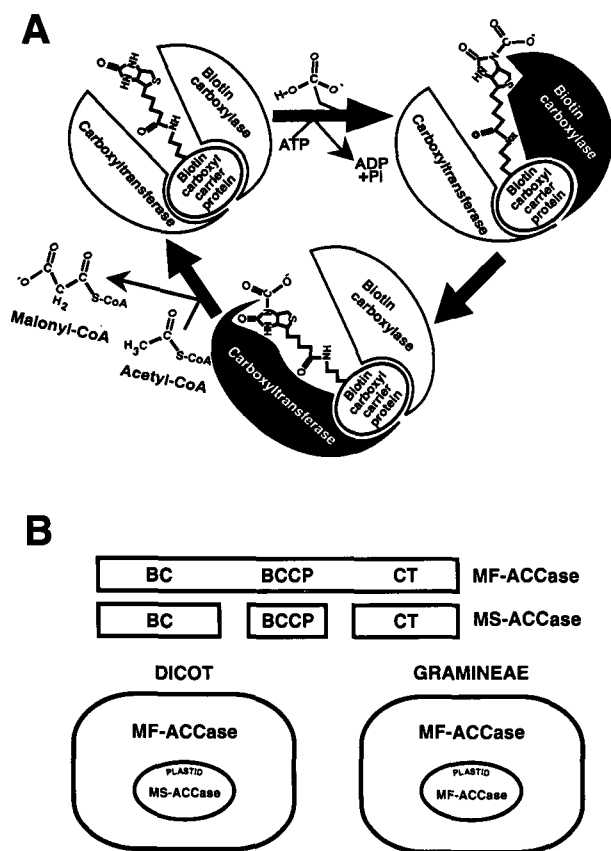 A
Biotin
carboxylase
Carboxyltransferase
Biotin
carboxyl
carrier
protein
ATP
ADP
+Pi
Biotin
carboxylase
Carboxyltransferase
Biotin
carboxyl
carrier
protein
Biotin
carboxylase
Carboxyltransferase
Biotin
carboxyl
carrier
protein
O
O
O⁻
C
C
H₂
S-CoA
Malonyl-CoA
O
H₃C
C
S-CoA
Acetyl-CoA
B
BC BCCP CT MF-ACCase
BC BCCP CT MS-ACCase
DICOT GRAMINEAE
MF-ACCase MF-ACCase
PLASTID PLASTID
MS-ACCase MF-ACCase